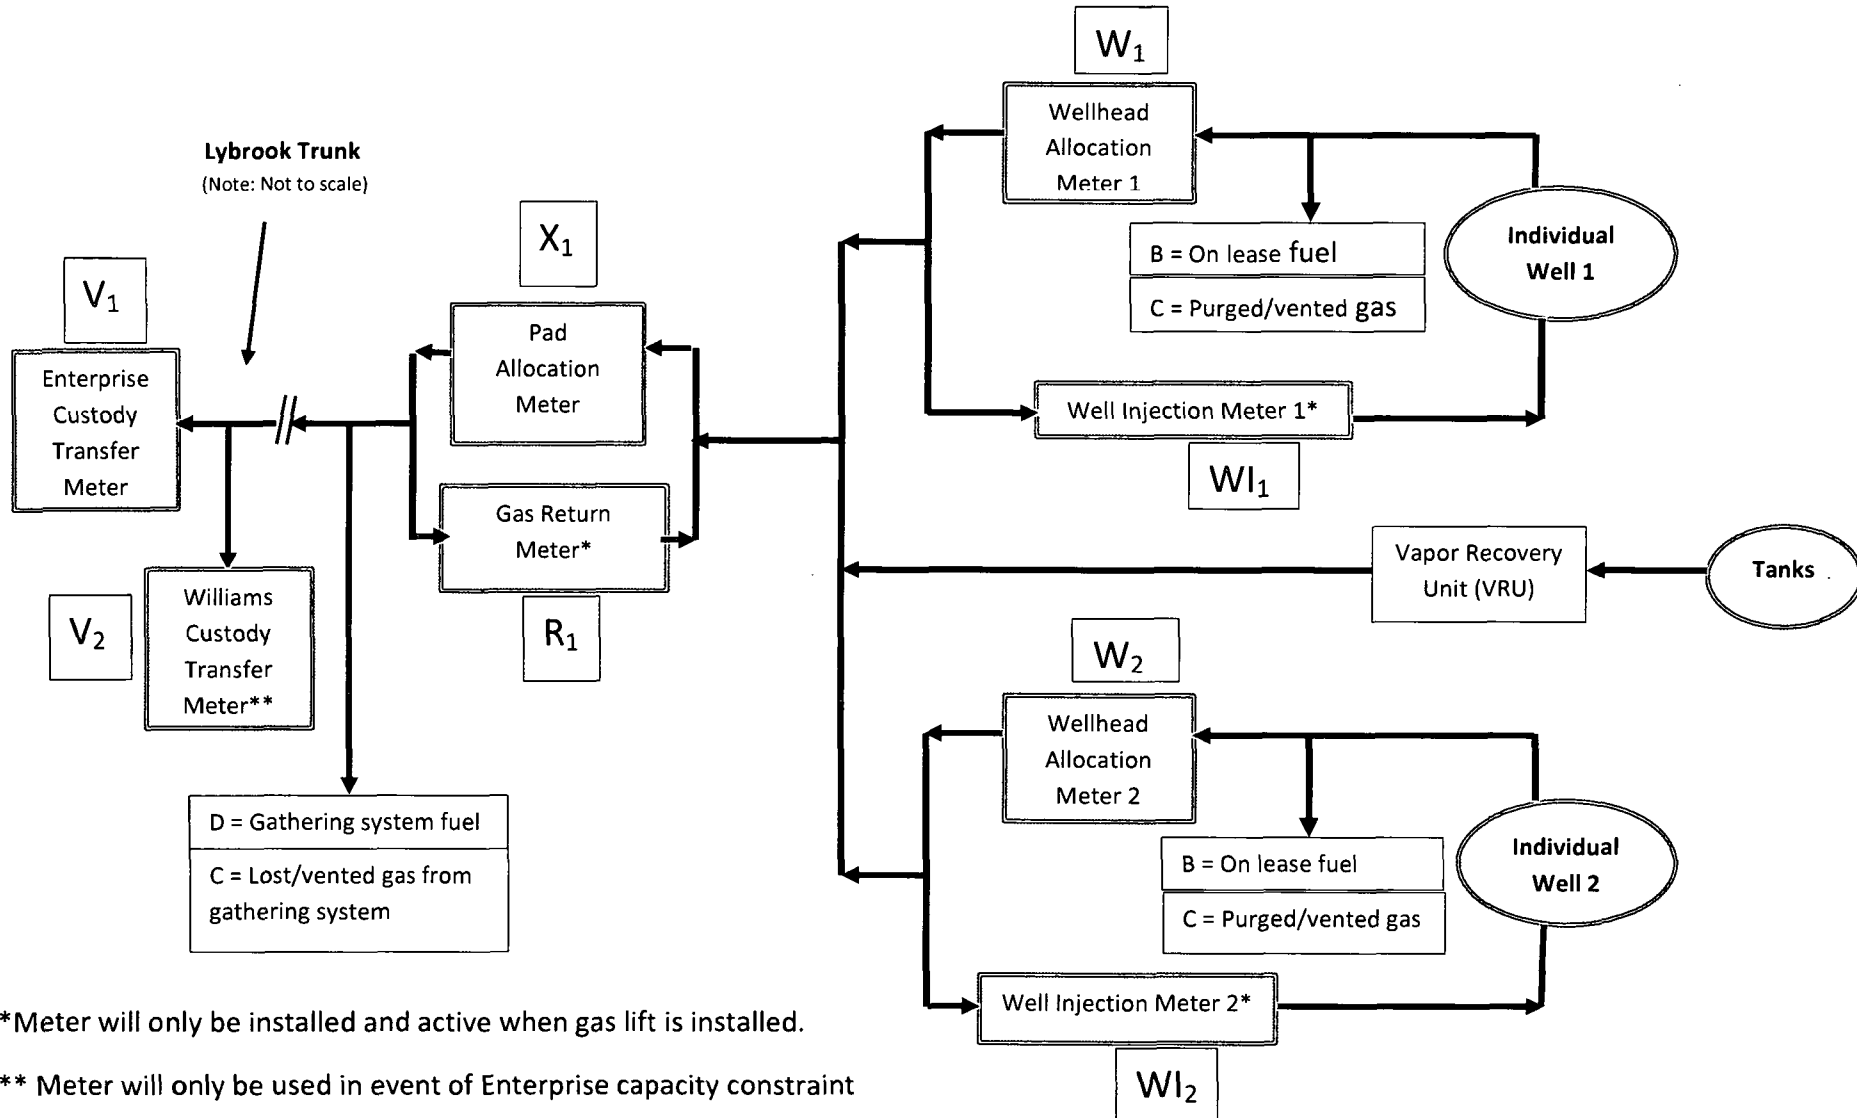 W₁
Wellhead
Allocation
Meter 1
Lybrook Trunk
(Note: Not to scale)
X₁
B = On lease fuel
C = Purged/vented gas
Individual
Well 1
V₁
Pad
Allocation
Meter
Enterprise
Custody
Transfer
Meter
Well Injection Meter 1*
WI₁
Gas Return
Meter*
R₁
Vapor Recovery
Unit (VRU)
Tanks
Williams
Custody
Transfer
Meter**
V₂
W₂
Wellhead
Allocation
Meter 2
D = Gathering system fuel
C = Lost/vented gas from
gathering system
B = On lease fuel
C = Purged/vented gas
Individual
Well 2
Well Injection Meter 2*
WI₂
*Meter will only be installed and active when gas lift is installed.
** Meter will only be used in event of Enterprise capacity constraint